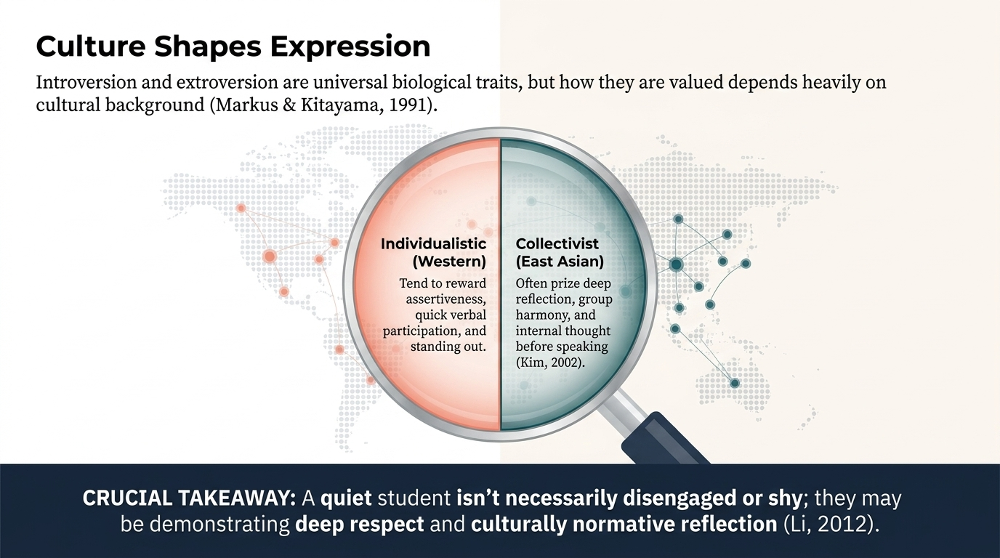 Culture Shapes Expression
Introversion and extroversion are universal biological traits, but how they are valued depends heavily on
cultural background (Markus & Kitayama, 1991).
Individualistic
(Western)
Tend to reward
assertiveness,
quick verbal
participation, and
standing out.
Collectivist
(East Asian)
Often prize deep
reflection, group
harmony, and
internal thought
before speaking
(Kim, 2002).
CRUCIAL TAKEAWAY: A quiet student isn’t necessarily disengaged or shy; they may
be demonstrating deep respect and culturally normative reflection (Li, 2012).